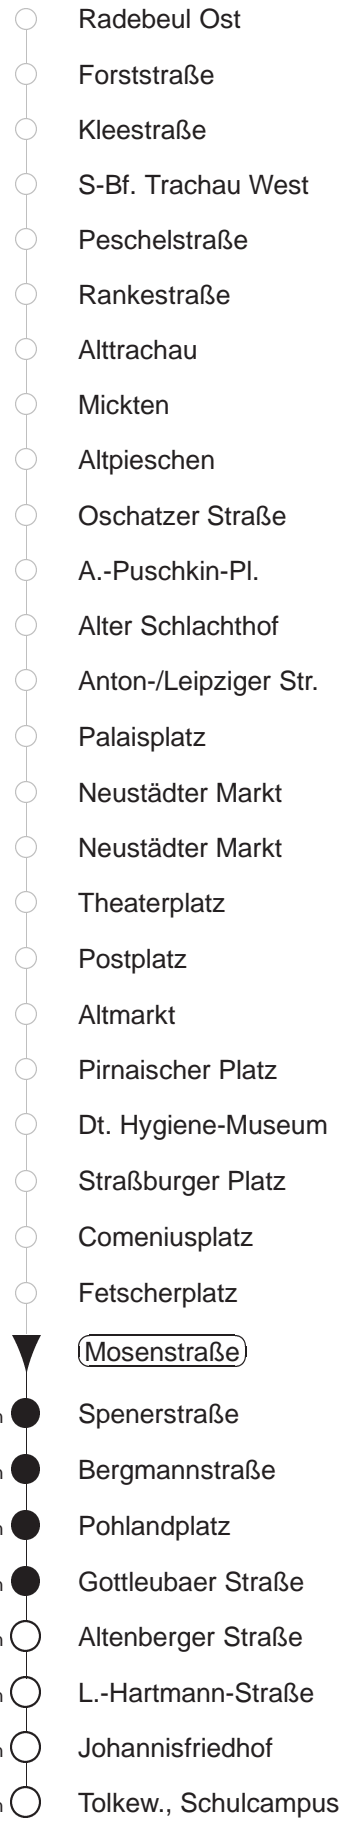 Radebeul Ost
Forststraße
Kleestraße
S-Bf. Trachau West
Peschelstraße
Rankestraße
Alttrachau
Mickten
Altpieschen
Oschatzer Straße
A.-Puschkin-Pl.
Alter Schlachthof
Anton-/Leipziger Str.
Palaisplatz
Neustädter Markt
Neustädter Markt
Theaterplatz
Postplatz
Altmarkt
Pirnaischer Platz
Dt. Hygiene-Museum
Straßburger Platz
Comeniusplatz
Fetscherplatz
Mosenstraße
Spenerstraße
Bergmannstraße
Pohlandplatz
Gottleubaer Straße
Altenberger Straße
L.-Hartmann-Straße
Johannisfriedhof
Tolkew., Schulcampus